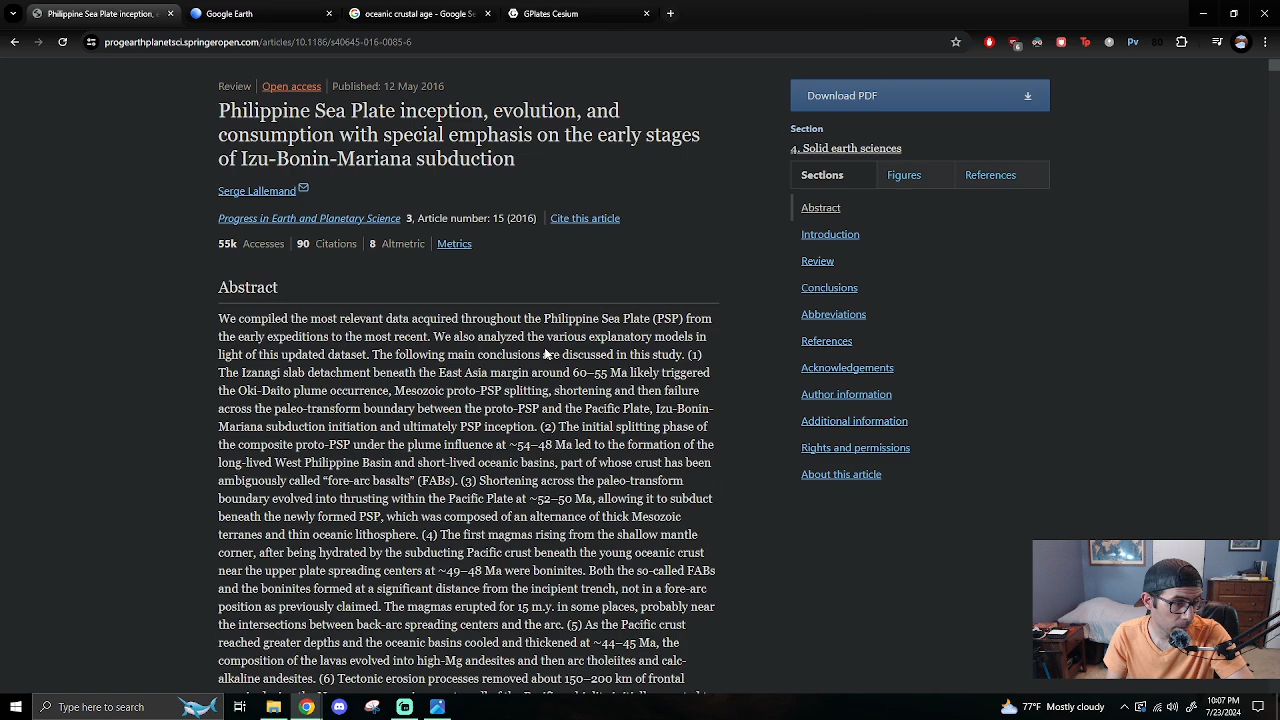 Philippine Sea Plate inception, e
Google Earth
oceanic crustal age - Google Se
GPlates Cesium
progearthplanetsci.springeropen.com/articles/10.1186/s40645-016-0085-6
Review
Open access
Published: 12 May 2016
Philippine Sea Plate inception, evolution, and
consumption with special emphasis on the early stages
of Izu-Bonin-Mariana subduction
Serge Lallemand
Progress in Earth and Planetary Science 3, Article number: 15 (2016)
Cite this article
55k Accesses
90 Citations
8 Altmetric
Metrics
Abstract
We compiled the most relevant data acquired throughout the Philippine Sea Plate (PSP) from
the early expeditions to the most recent. We also analyzed the various explanatory models in
light of this updated dataset. The following main conclusions are discussed in this study. (1)
The Izanagi slab detachment beneath the East Asia margin around 60–55 Ma likely triggered
the Oki-Daito plume occurrence, Mesozoic proto-PSP splitting, shortening and then failure
across the paleo-transform boundary between the proto-PSP and the Pacific Plate, Izu-Bonin-
Mariana subduction initiation and ultimately PSP inception. (2) The initial splitting phase of
the composite proto-PSP under the plume influence at ~54–48 Ma led to the formation of the
long-lived West Philippine Basin and short-lived oceanic basins, part of whose crust has been
ambiguously called “fore-arc basalts” (FABs). (3) Shortening across the paleo-transform
boundary evolved into thrusting within the Pacific Plate at ~52–50 Ma, allowing it to subduct
beneath the newly formed PSP, which was composed of an alternance of thick Mesozoic
terranes and thin oceanic lithosphere. (4) The first magmas rising from the shallow mantle
corner, after being hydrated by the subducting Pacific crust beneath the young oceanic crust
near the upper plate spreading centers at ~49–48 Ma were boninites. Both the so-called FABs
and the boninites formed at a significant distance from the incipient trench, not in a fore-arc
position as previously claimed. The magmas erupted for 15 m.y. in some places, probably near
the intersections between back-arc spreading centers and the arc. (5) As the Pacific crust
reached greater depths and the oceanic basins cooled and thickened at ~44–45 Ma, the
composition of the lavas evolved into high-Mg andesites and then arc tholeiites and calc-
alkaline andesites. (6) Tectonic erosion processes removed about 150–200 km of frontal
Download PDF
Section
4. Solid earth sciences
Sections
Figures
References
Abstract
Introduction
Review
Conclusions
Abbreviations
References
Acknowledgements
Author information
Additional information
Rights and permissions
About this article
6
Tp
Pv
80
Type here to search
77°F Mostly cloudy
10:07 PM
7/23/2024